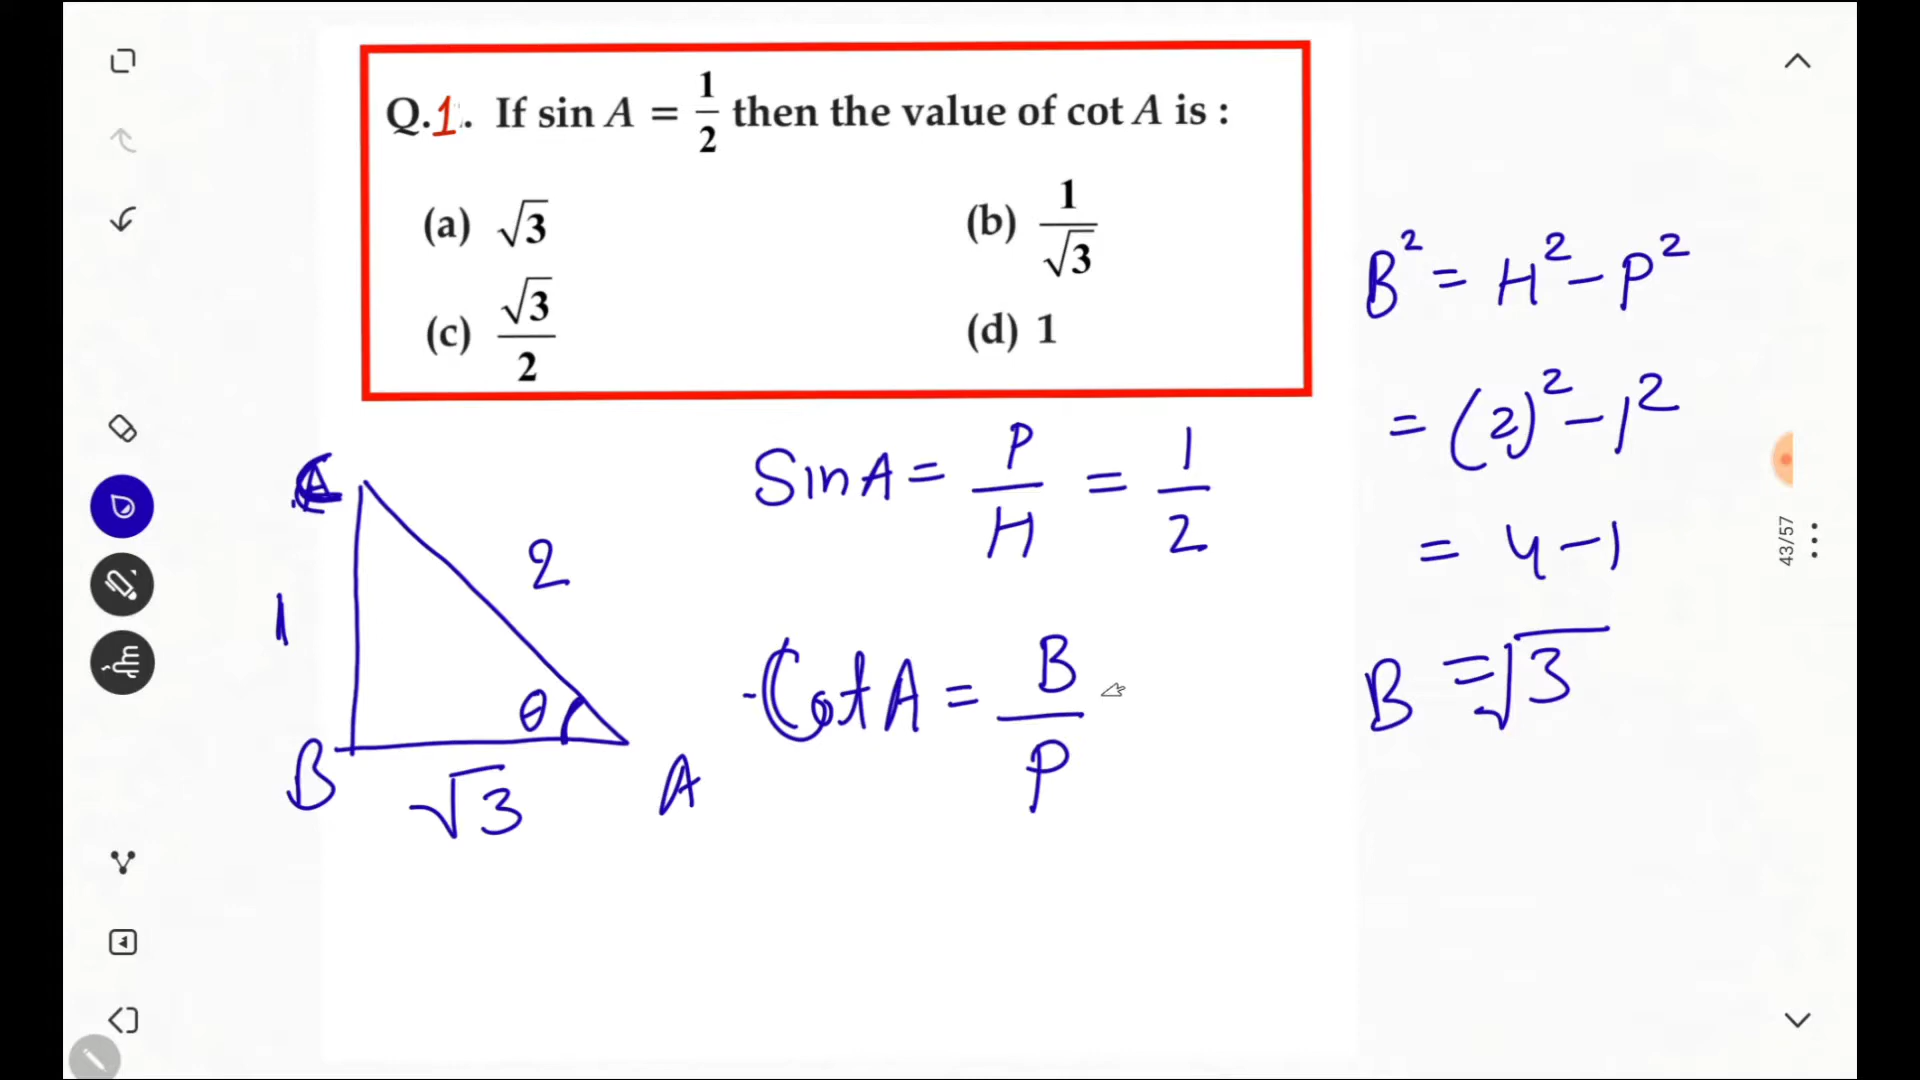 Q.1. If sin A = 1/2 then the value of cot A is :
(a) √3
(b) 1/√3
(c) √3/2
(d) 1
B² = H² - P²
= (2)² - 1²
= 4 - 1
B = √3
Sin A = P/H = 1/2
Cot A = B/P
1
2
θ
B
√3
A
43/57